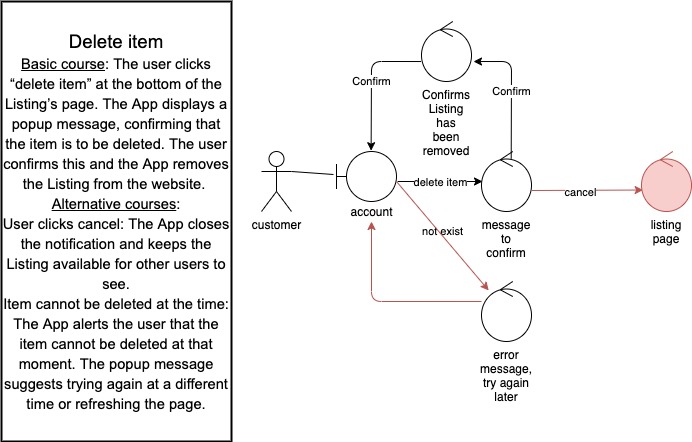 Delete item
Basic course: The user clicks
“delete item” at the bottom of the
Listing’s page. The App displays a
popup message, confirming that
the item is to be deleted. The user
confirms this and the App removes
the Listing from the website.
Alternative courses:
User clicks cancel: The App closes
the notification and keeps the
Listing available for other users to
see.
Item cannot be deleted at the time:
The App alerts the user that the
item cannot be deleted at that
moment. The popup message
suggests trying again at a different
time or refreshing the page.
Confirm
Confirms
Listing
has
been
removed
Confirm
customer
account
delete item
message
to
confirm
cancel
listing
page
not exist
error
message,
try again
later